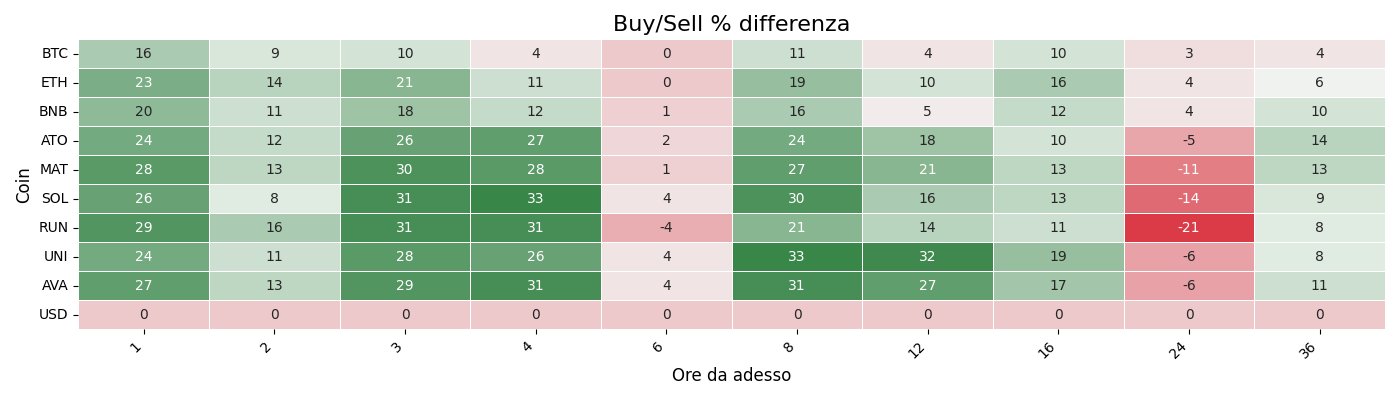 Buy/Sell % differenza
Coin
BTC 16 9 10 4 0 11 4 10 3 4
ETH 23 14 21 11 0 19 10 16 4 6
BNB 20 11 18 12 1 16 5 12 4 10
ATO 24 12 26 27 2 24 18 10 -5 14
MAT 28 13 30 28 1 27 21 13 -11 13
SOL 26 8 31 33 4 30 16 13 -14 9
RUN 29 16 31 31 -4 21 14 11 -21 8
UNI 24 11 28 26 4 33 32 19 -6 8
AVA 27 13 29 31 4 31 27 17 -6 11
USD 0 0 0 0 0 0 0 0 0 0
1 2 3 4 6 8 12 16 24 36
Ore da adesso